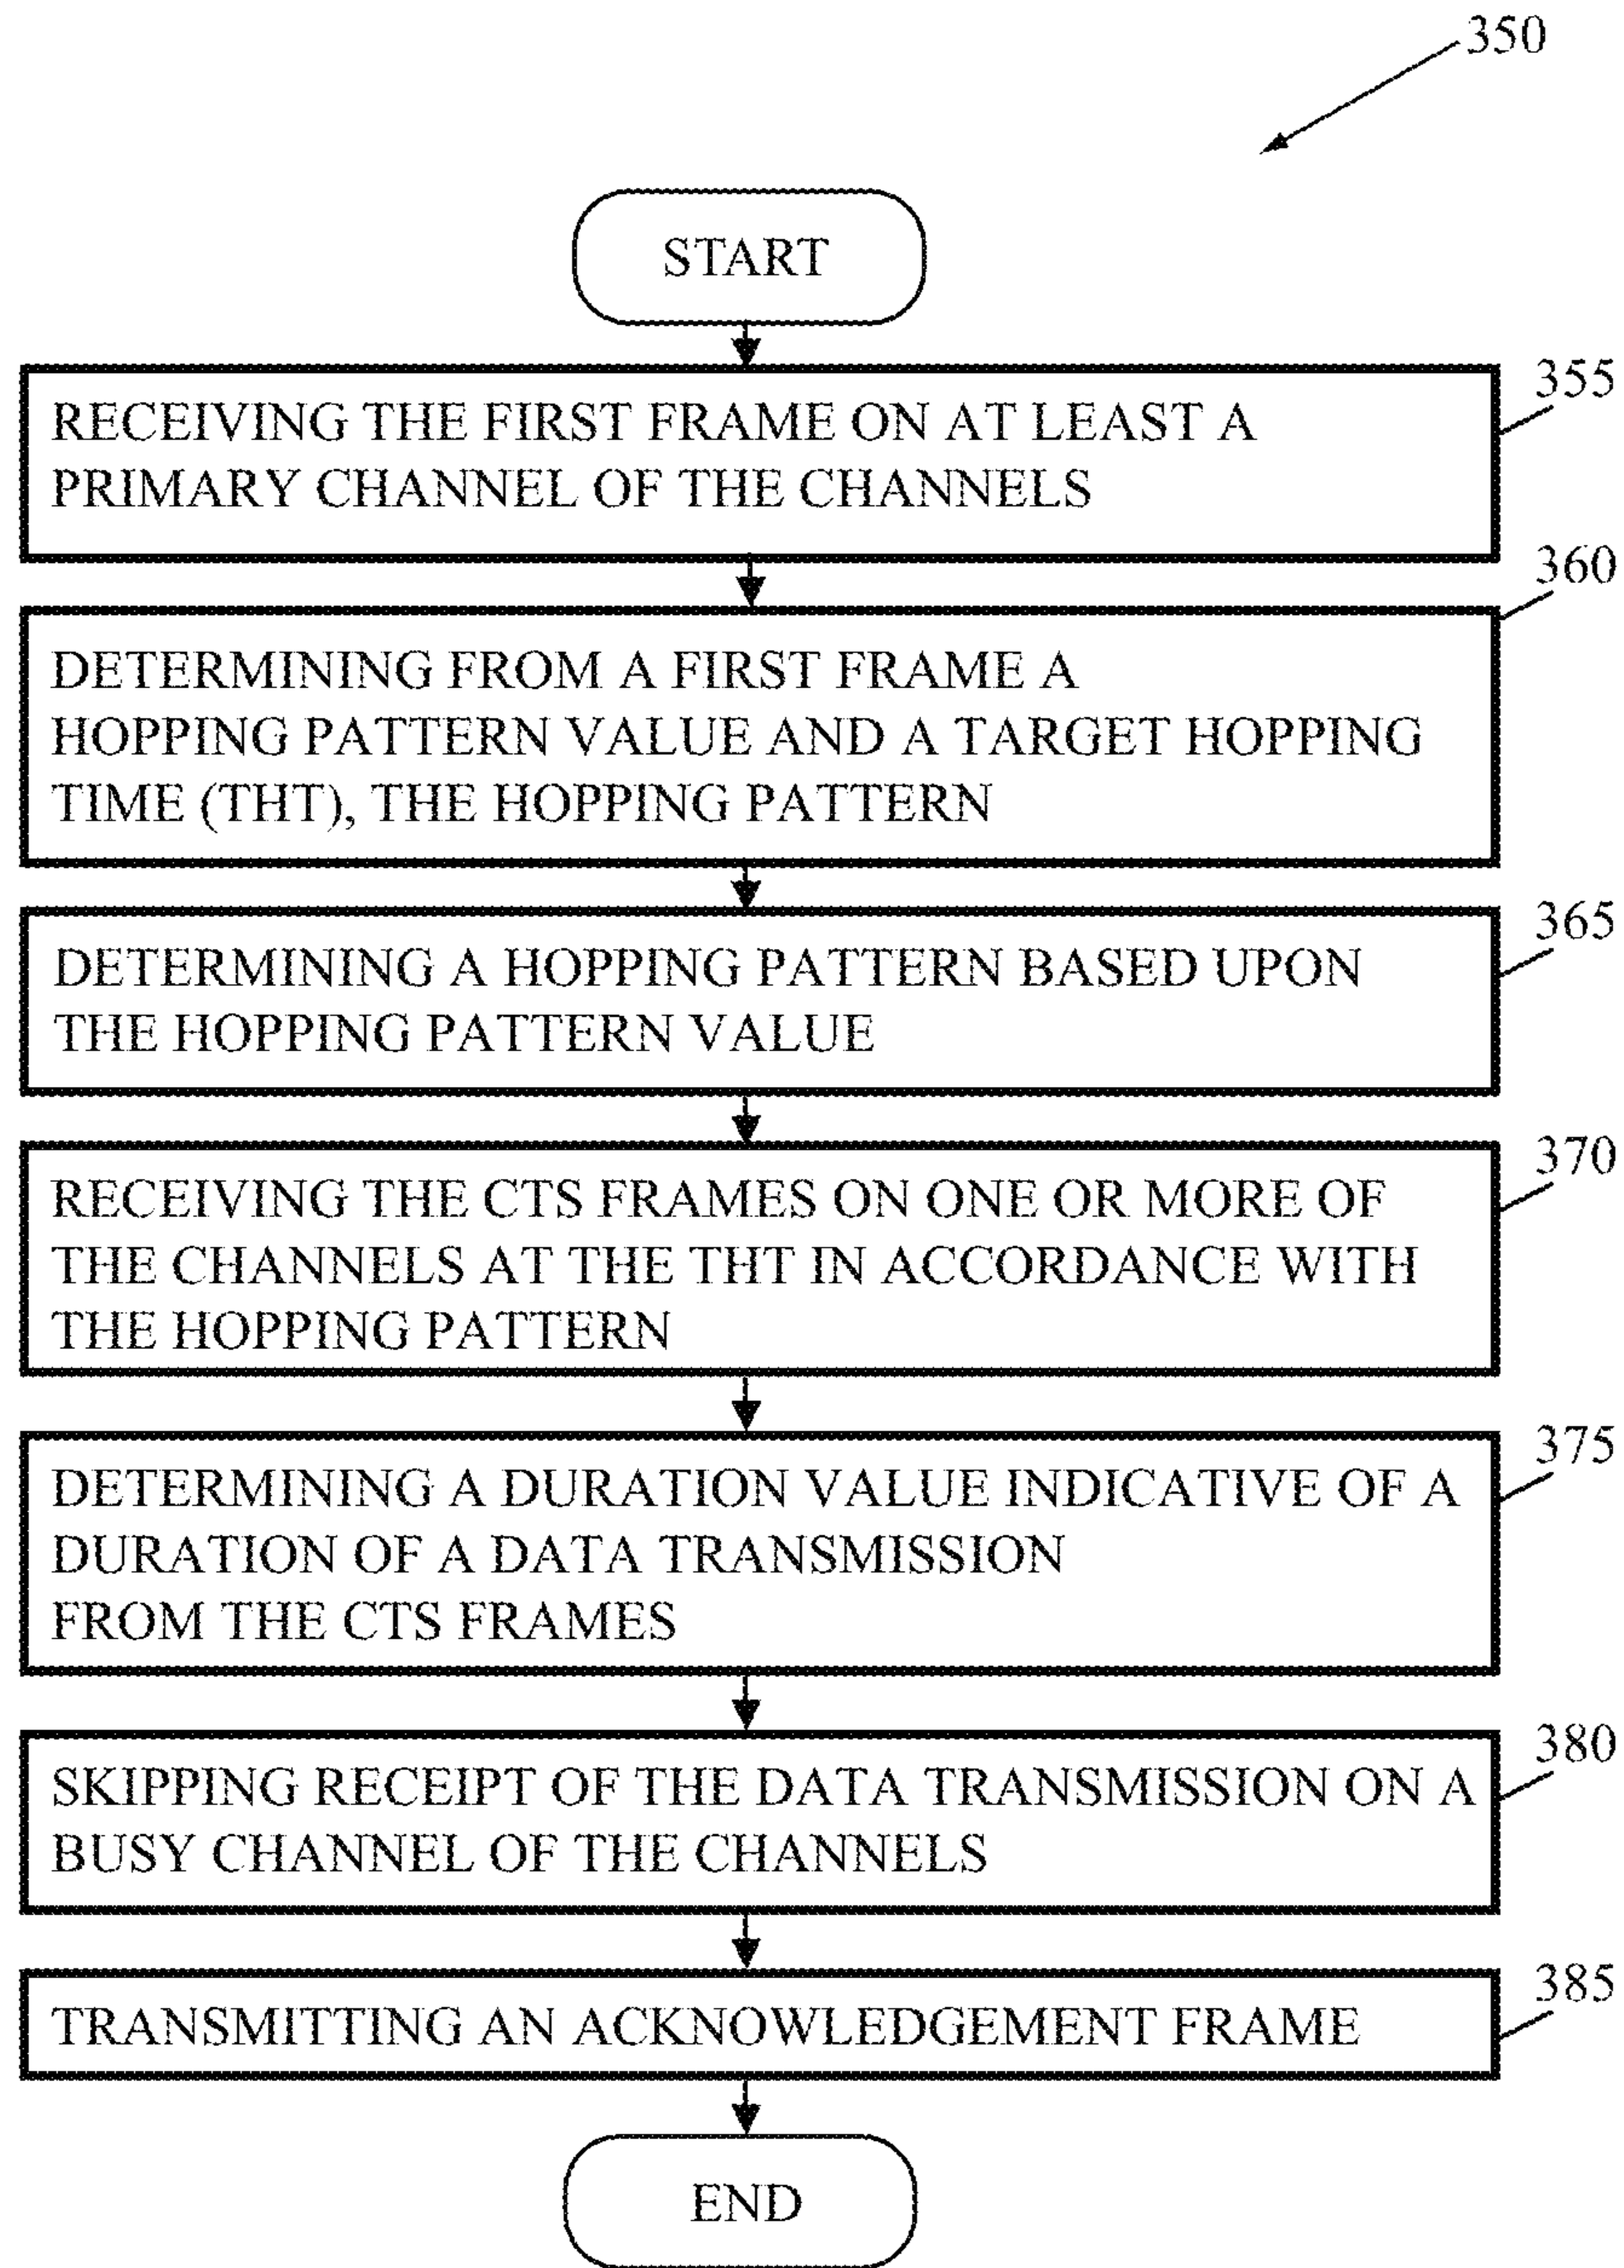 350
START
355
RECEIVING THE FIRST FRAME ON AT LEAST A
PRIMARY CHANNEL OF THE CHANNELS
360
DETERMINING FROM A FIRST FRAME A
HOPPING PATTERN VALUE AND A TARGET HOPPING
TIME (THT), THE HOPPING PATTERN
365
DETERMINING A HOPPING PATTERN BASED UPON
THE HOPPING PATTERN VALUE
370
RECEIVING THE CTS FRAMES ON ONE OR MORE OF
THE CHANNELS AT THE THT IN ACCORDANCE WITH
THE HOPPING PATTERN
375
DETERMINING A DURATION VALUE INDICATIVE OF A
DURATION OF A DATA TRANSMISSION
FROM THE CTS FRAMES
380
SKIPPING RECEIPT OF THE DATA TRANSMISSION ON A
BUSY CHANNEL OF THE CHANNELS
385
TRANSMITTING AN ACKNOWLEDGEMENT FRAME
END